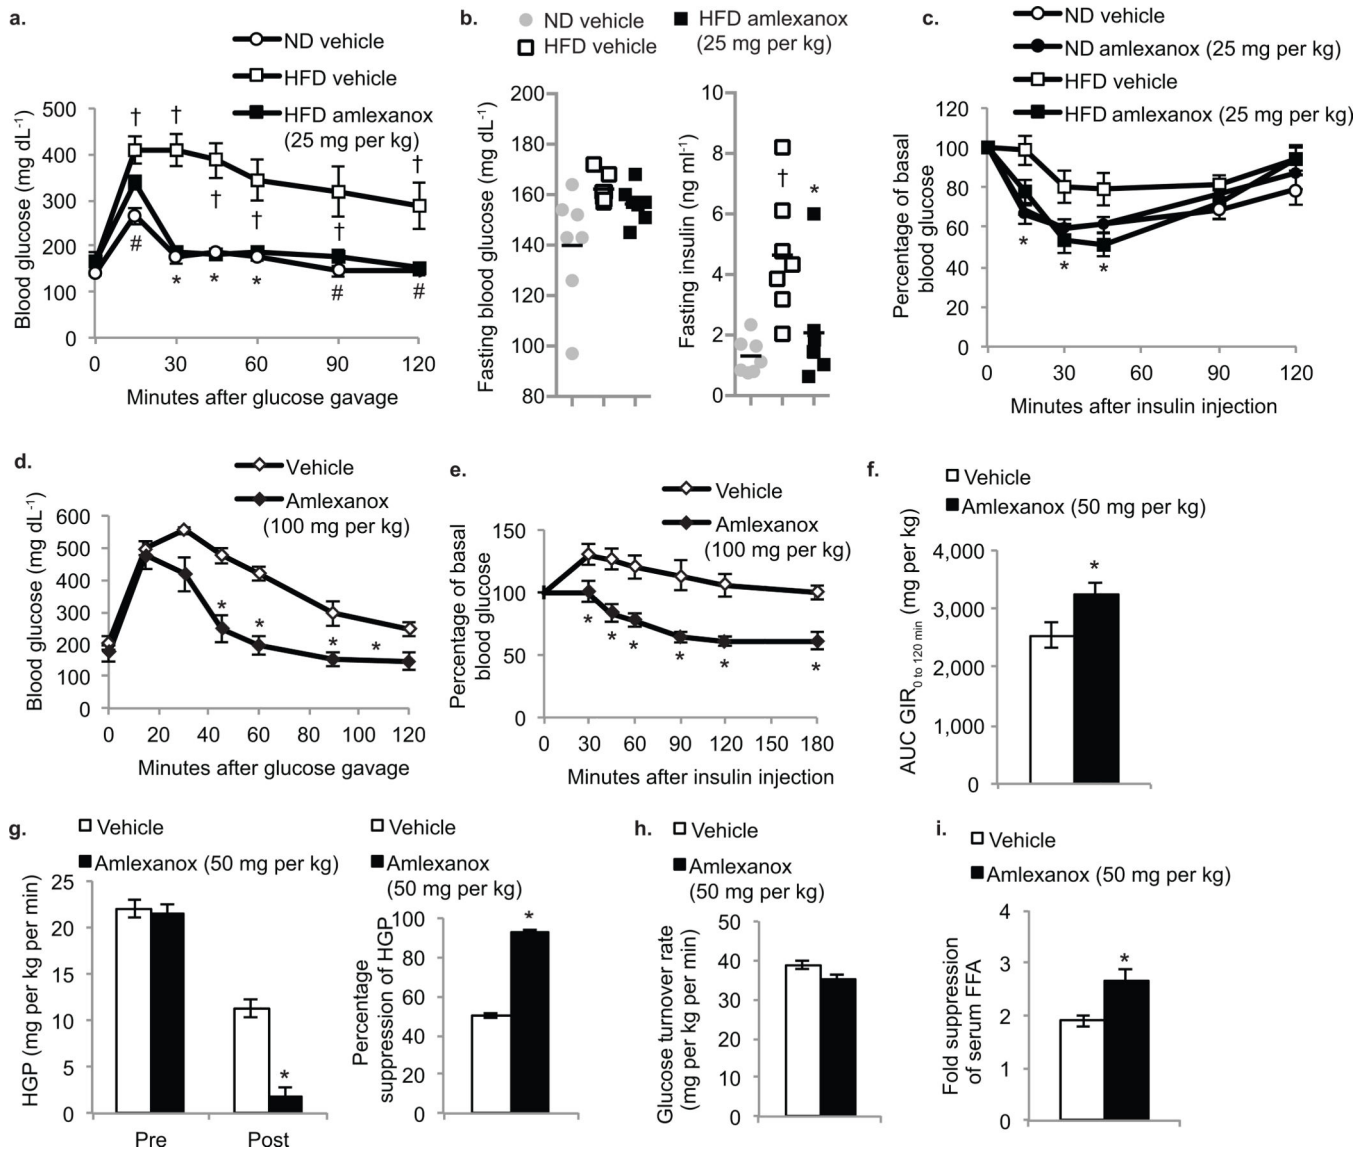 a.
ND vehicle
HFD vehicle
HFD amlexanox
(25 mg per kg)
Blood glucose (mg dL-1)
500
400
300
200
100
0
†
†
†
†
†
†
#
*
*
*
#
#
0
30
60
90
120
Minutes after glucose gavage
b.
ND vehicle
HFD vehicle
HFD amlexanox
(25 mg per kg)
Fasting blood glucose (mg dL-1)
200
180
160
140
120
100
80
Fasting insulin (ng ml-1)
10
8
6
4
2
0
†
*
c.
ND vehicle
ND amlexanox (25 mg per kg)
HFD vehicle
HFD amlexanox (25 mg per kg)
Percentage of basal
blood glucose
120
100
80
60
40
20
0
*
*
*
0
30
60
90
120
Minutes after insulin injection
d.
Vehicle
Amlexanox
(100 mg per kg)
Blood glucose (mg dL-1)
600
500
400
300
200
100
0
*
*
*
*
0
20
40
60
80
100
120
Minutes after glucose gavage
e.
Vehicle
Amlexanox
(100 mg per kg)
Percentage of basal
blood glucose
150
100
50
0
*
*
*
*
*
*
0
30
60
90
120
150
180
Minutes after insulin injection
f.
Vehicle
Amlexanox (50 mg per kg)
AUC GIR0 to 120 min (mg per kg)
4,000
3,000
2,000
1,000
0
*
g.
Vehicle
Amlexanox (50 mg per kg)
HGP (mg per kg per min)
25
20
15
10
5
0
*
Pre
Post
Vehicle
Amlexanox
(50 mg per kg)
Percentage
suppression of HGP
100
80
60
40
20
0
*
h.
Vehicle
Amlexanox
(50 mg per kg)
Glucose turnover rate
(mg per kg per min)
50
40
30
20
10
0
i.
Vehicle
Amlexanox (50 mg per kg)
Fold suppression
of serum FFA
4
3
2
1
0
*